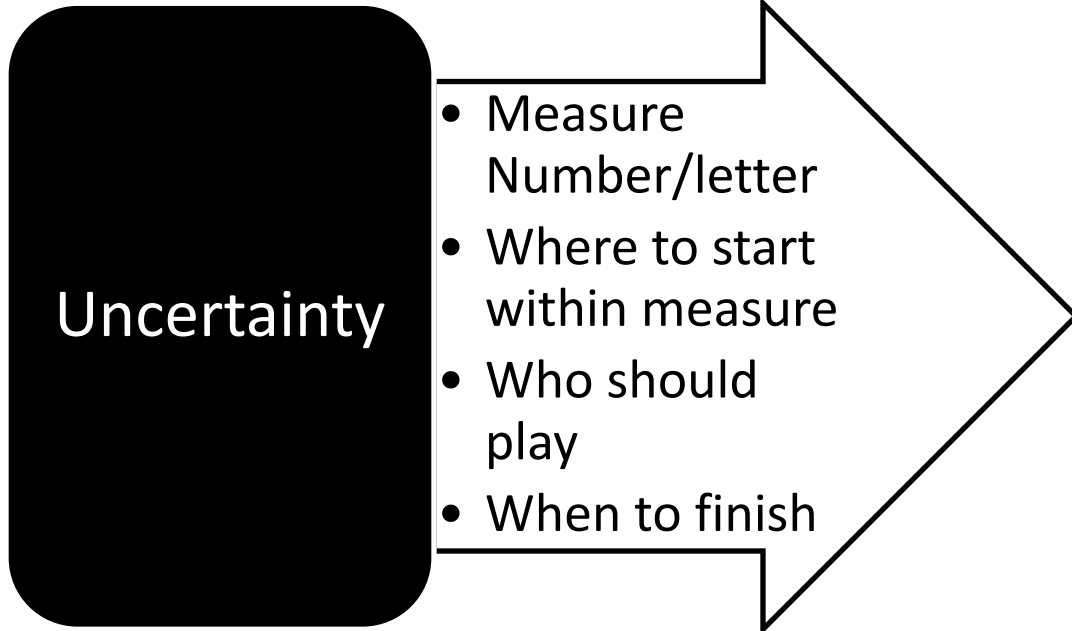 Uncertainty
• Measure
Number/letter
• Where to start
within measure
• Who should
play
• When to finish